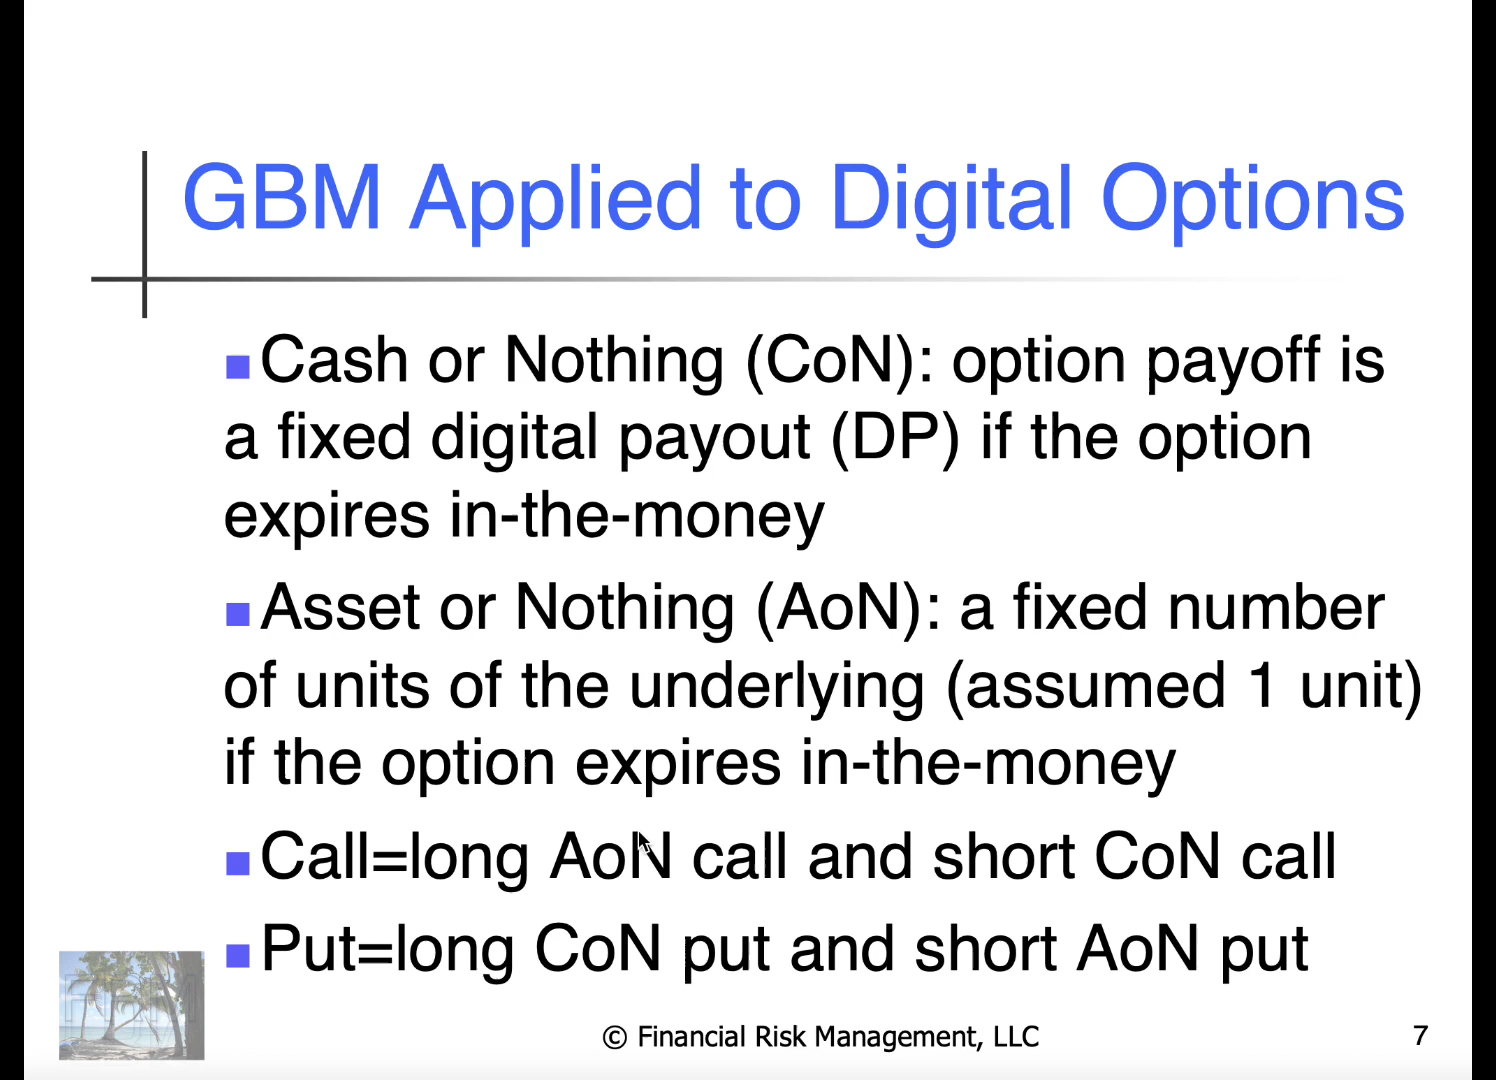 GBM Applied to Digital Options
Cash or Nothing (CoN): option payoff is
a fixed digital payout (DP) if the option
expires in-the-money
Asset or Nothing (AoN): a fixed number
of units of the underlying (assumed 1 unit)
if the option expires in-the-money
Call=long AoN call and short CoN call
Put=long CoN put and short AoN put
© Financial Risk Management, LLC
7